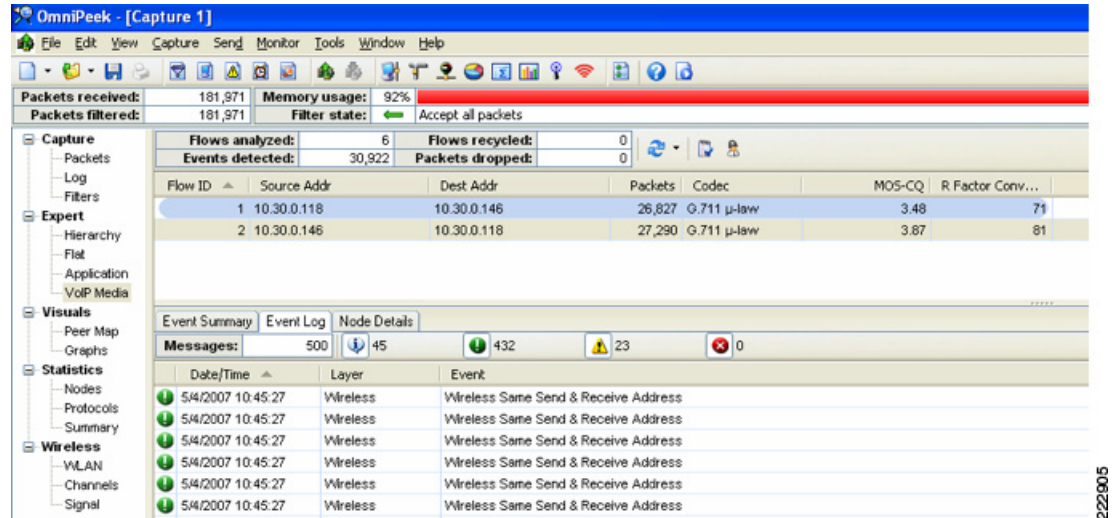 OmniPeek - [Capture 1]
File Edit View Capture Send Monitor Tools Window Help
Packets received: 181,971 Memory usage: 92%
Packets filtered: 181,971 Filter state: Accept all packets
Capture
Packets
Log
Filters
Expert
Hierarchy
Flat
Application
VoIP Media
Visuals
Peer Map
Graphs
Statistics
Nodes
Protocols
Summary
Wireless
WLAN
Channels
Signal
Flows analyzed: 6 Flows recycled: 0
Events detected: 30,922 Packets dropped: 0
Flow ID Source Addr Dest Addr Packets Codec MOS-CQ R Factor Conv...
1 10.30.0.118 10.30.0.146 26,827 G.711 μ-law 3.48 71
2 10.30.0.146 10.30.0.118 27,290 G.711 μ-law 3.87 81
Event Summary Event Log Node Details
Messages: 500 45 432 23 0
Date/Time Layer Event
5/4/2007 10:45:27 Wireless Wireless Same Send & Receive Address
5/4/2007 10:45:27 Wireless Wireless Same Send & Receive Address
5/4/2007 10:45:27 Wireless Wireless Same Send & Receive Address
5/4/2007 10:45:27 Wireless Wireless Same Send & Receive Address
5/4/2007 10:45:27 Wireless Wireless Same Send & Receive Address
5/4/2007 10:45:27 Wireless Wireless Same Send & Receive Address
222905